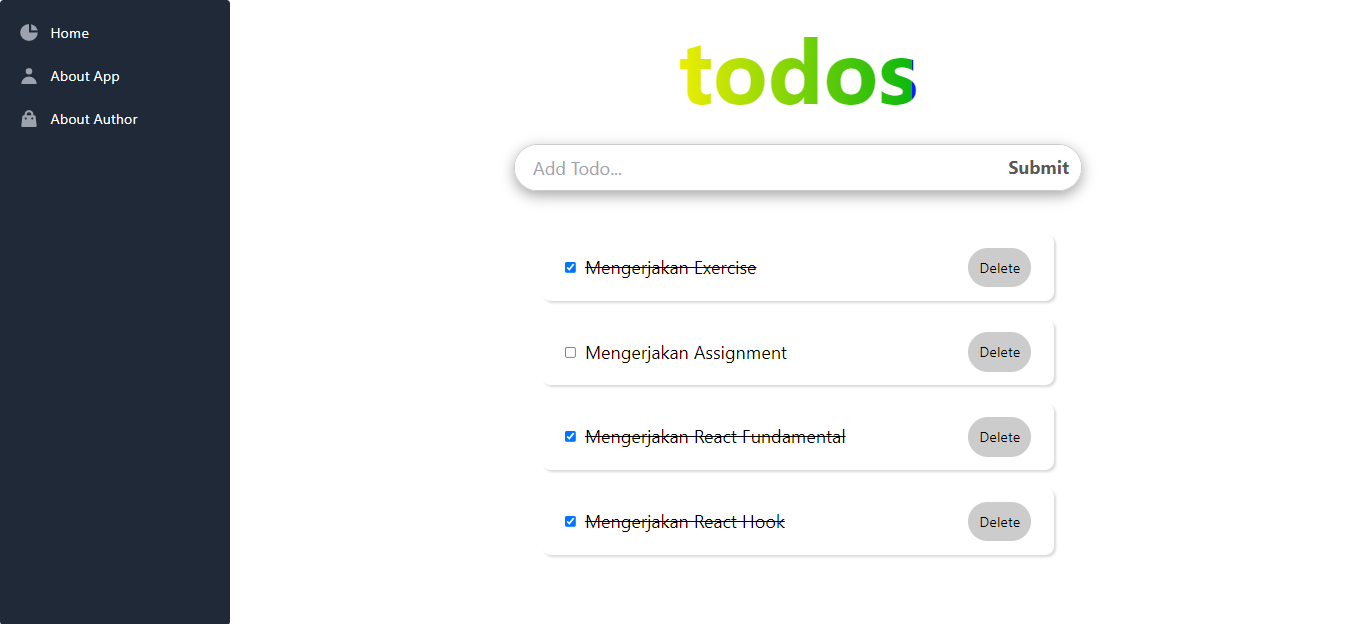 Home
About App
About Author
todos
Add Todo...
Submit
Mengerjakan Exercise
Delete
Mengerjakan Assignment
Delete
Mengerjakan React Fundamental
Delete
Mengerjakan React Hook
Delete